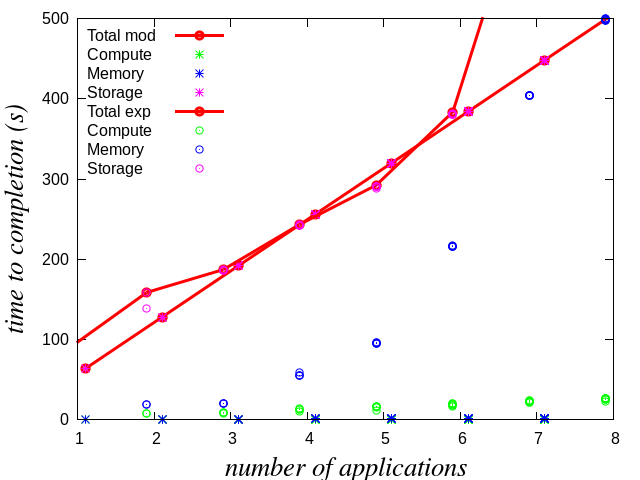 500
400
300
200
100
0
time to completion (s)
Total mod
Compute
Memory
Storage
Total exp
Compute
Memory
Storage
1 2 3 4 5 6 7 8
number of applications